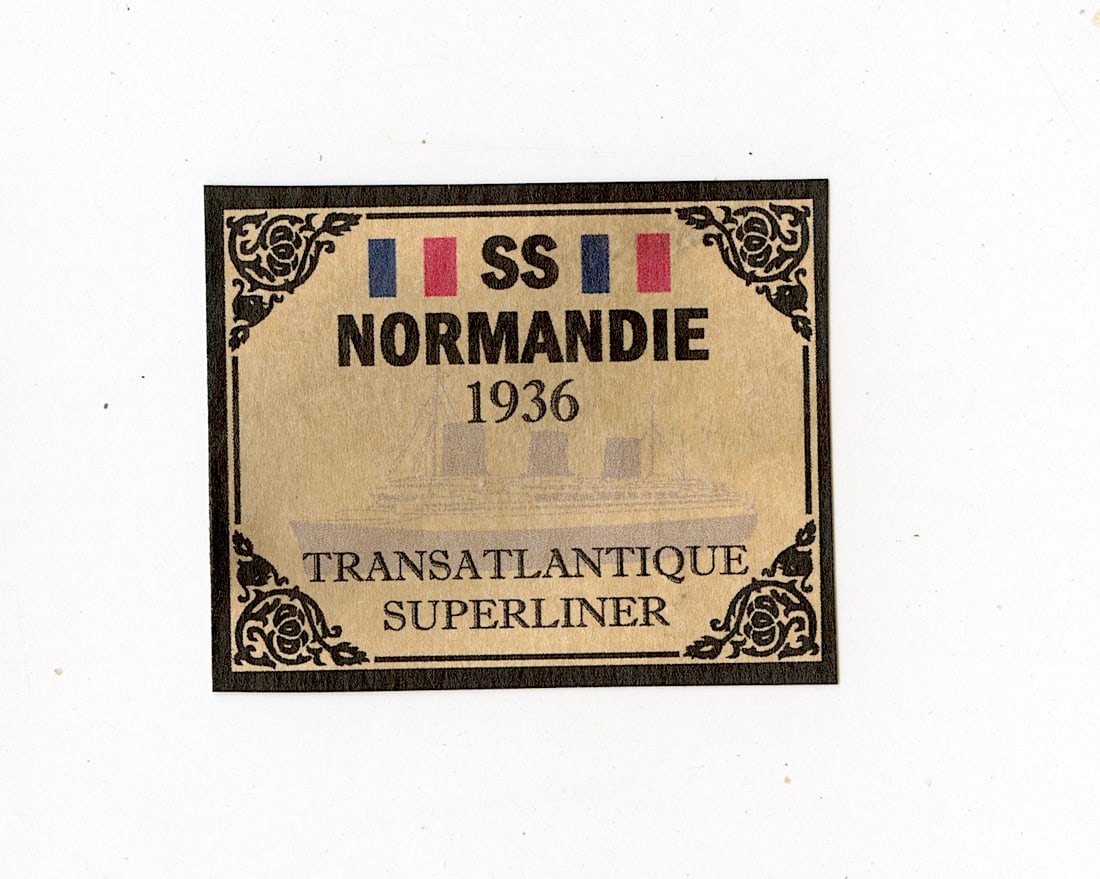 SS
NORMANDIE
1936
TRANSATLANTIQUE
SUPERLINER